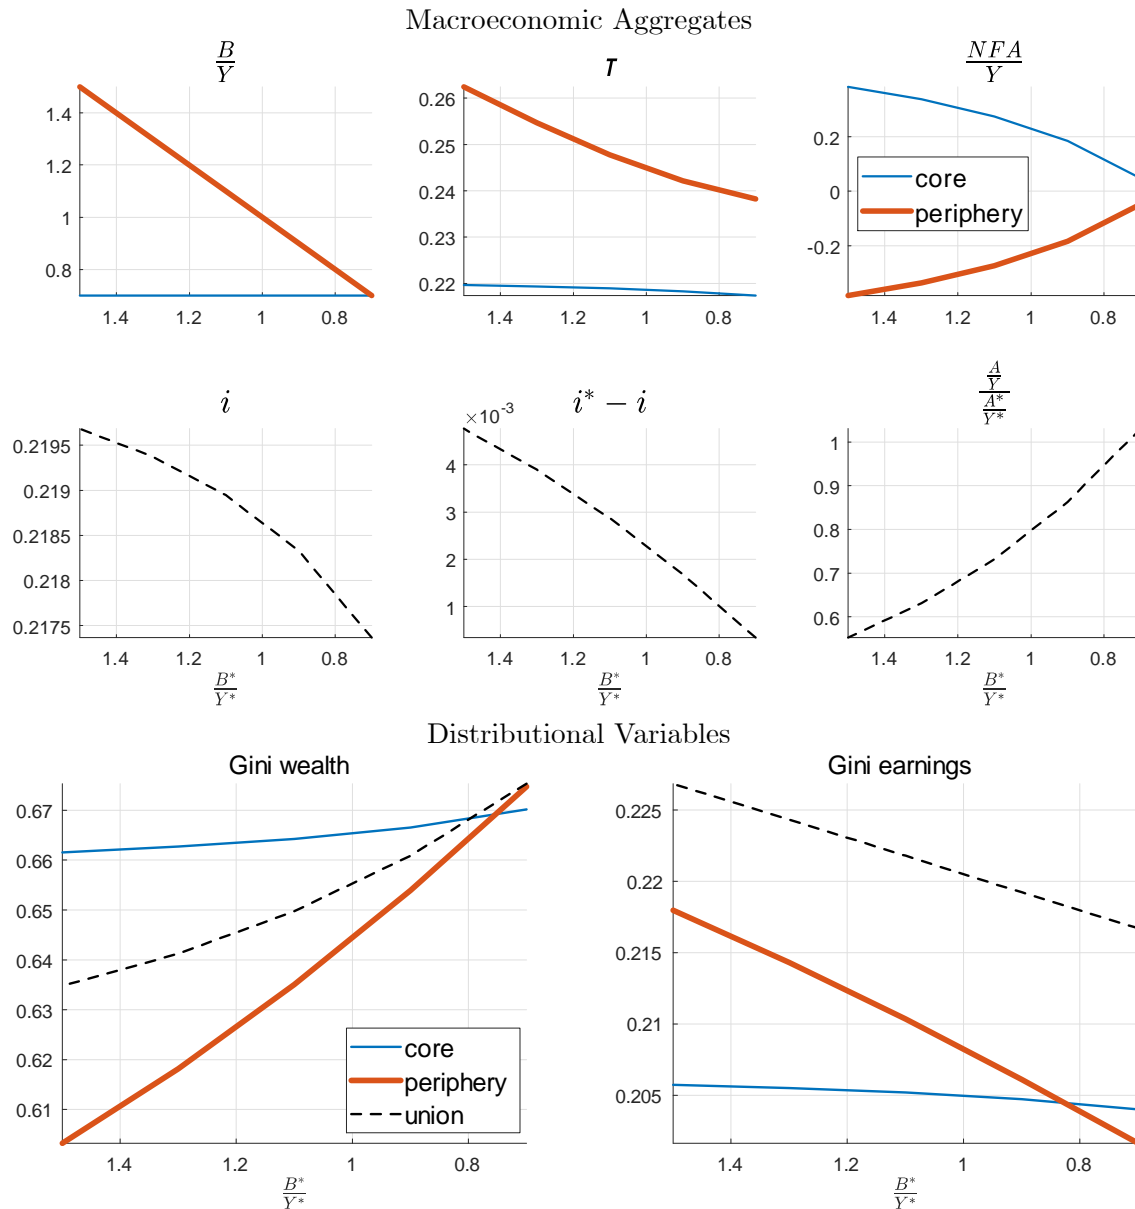 Macroeconomic Aggregates
B/Y
τ
NFA/Y
1.4
1.2
1
0.8
1.4 1.2 1 0.8
0.26
0.25
0.24
0.23
0.22
1.4 1.2 1 0.8
0.2
0
-0.2
core
periphery
1.4 1.2 1 0.8
i
0.2195
0.219
0.2185
0.218
0.2175
1.4 1.2 1 0.8
B*/Y*
i* − i
×10-3
4
3
2
1
1.4 1.2 1 0.8
B*/Y*
A/Y / A*/Y*
1
0.9
0.8
0.7
0.6
1.4 1.2 1 0.8
B*/Y*
Distributional Variables
Gini wealth
0.67
0.66
0.65
0.64
0.63
0.62
0.61
core
periphery
union
1.4 1.2 1 0.8
B*/Y*
Gini earnings
0.225
0.22
0.215
0.21
0.205
1.4 1.2 1 0.8
B*/Y*